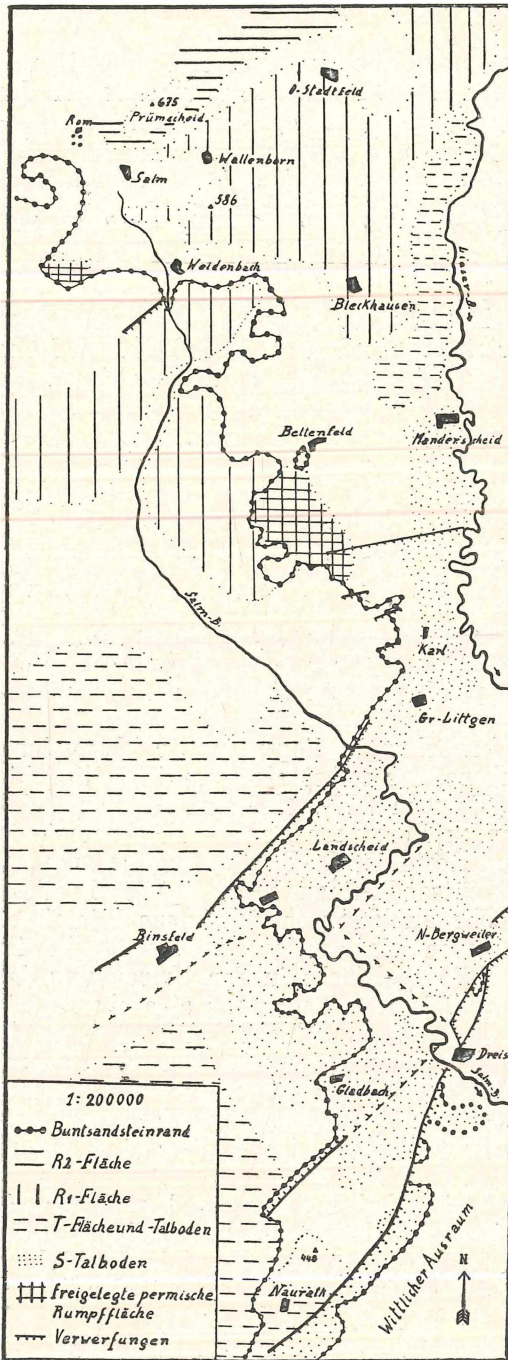 O-Stadtfeld
675
Prümscheid
Rom
Wallenborn
Salm
586
Weidenbach
Lieser-B.
Bleckhausen
Bettenfeld
Manderscheid
Salm-B.
Karl
Gr-Littgen
Landscheid
Binsfeld
N-Bergweiler
Dreis
Salm-B.
Gladbach
Wittlicher Ausraum
N
448
Naurath
1:200000
Buntsandsteinrand
R2-Fläche
R1-Fläche
T-Fläche und -Talboden
S-Talboden
freigelegte permische
Rumpffläche
Verwerfungen